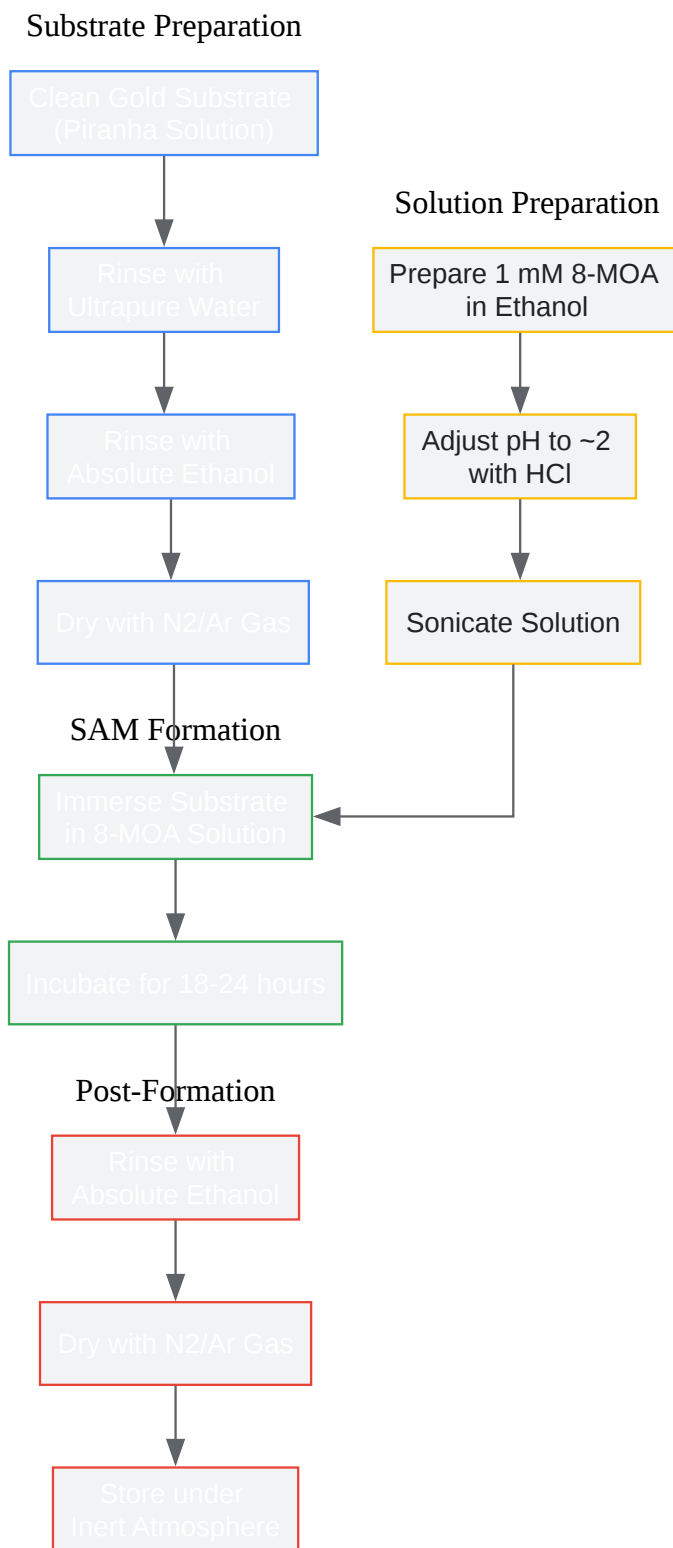 Substrate Preparation
Clean Gold Substrate
(Piranha Solution)
Rinse with
Ultrapure Water
Rinse with
Absolute Ethanol
Dry with N2/Ar Gas
Solution Preparation
Prepare 1 mM 8-MOA
in Ethanol
Adjust pH to ~2
with HCl
Sonicate Solution
SAM Formation
Immerse Substrate
in 8-MOA Solution
Incubate for 18-24 hours
Post-Formation
Rinse with
Absolute Ethanol
Dry with N2/Ar Gas
Store under
Inert Atmosphere